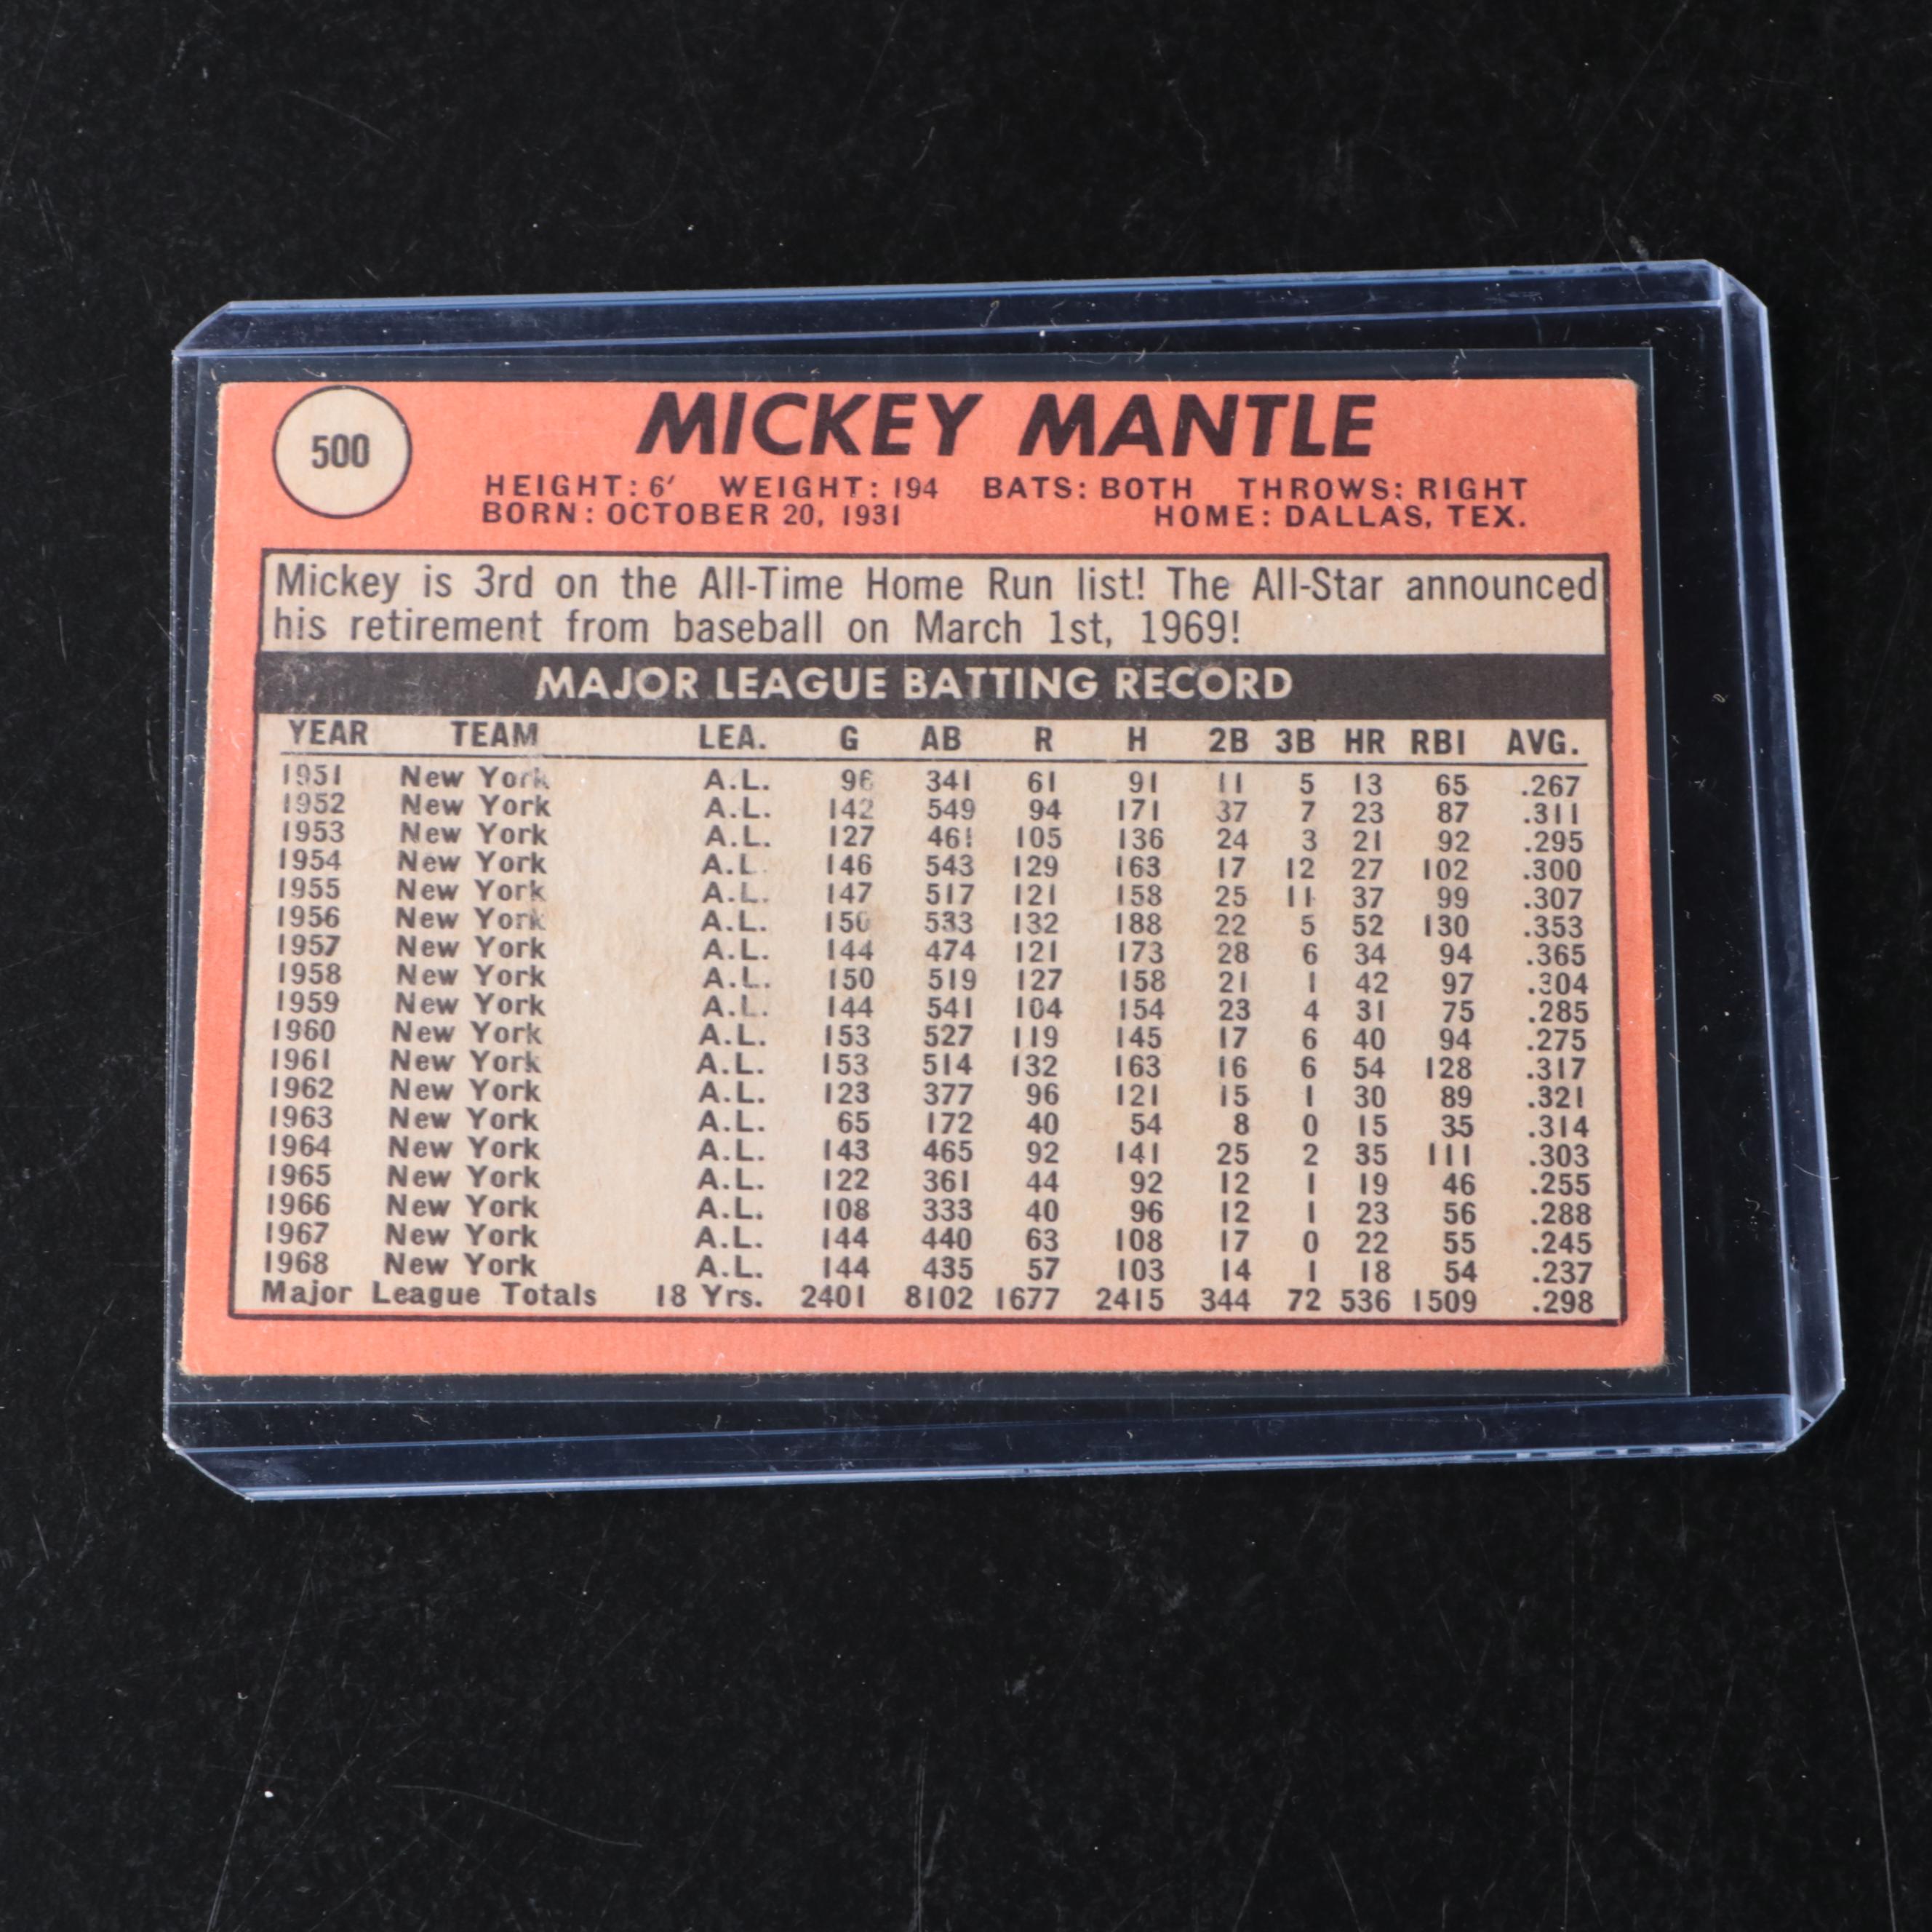 500
MICKEY MANTLE
HEIGHT: 6' WEIGHT: 194 BATS: BOTH THROWS: RIGHT
BORN: OCTOBER 20, 1931 HOME: DALLAS, TEX.
Mickey is 3rd on the All-Time Home Run list! The All-Star announced
his retirement from baseball on March 1st, 1969!
MAJOR LEAGUE BATTING RECORD
YEAR TEAM LEA. G AB R H 2B 3B HR RBI AVG.
1951 New York A.L. 96 341 61 91 11 5 13 65 .267
1952 New York A.L. 142 549 94 171 37 7 23 87 .311
1953 New York A.L. 127 461 105 136 24 3 21 92 .295
1954 New York A.L. 146 543 129 163 17 12 27 102 .300
1955 New York A.L. 147 517 121 158 25 11 37 99 .307
1956 New York A.L. 150 533 132 188 22 5 52 130 .353
1957 New York A.L. 144 474 121 173 28 6 34 94 .365
1958 New York A.L. 150 519 127 158 21 1 42 97 .304
1959 New York A.L. 144 541 104 154 23 4 31 75 .285
1960 New York A.L. 153 527 119 145 17 6 40 94 .275
1961 New York A.L. 153 514 132 163 16 6 54 128 .317
1962 New York A.L. 123 377 96 121 15 1 30 89 .321
1963 New York A.L. 65 172 40 54 8 0 15 35 .314
1964 New York A.L. 143 465 92 141 25 2 35 111 .303
1965 New York A.L. 122 361 44 92 12 1 19 46 .255
1966 New York A.L. 108 333 40 96 12 1 23 56 .288
1967 New York A.L. 144 440 63 108 17 0 22 55 .245
1968 New York A.L. 144 435 57 103 14 1 18 54 .237
Major League Totals 18 Yrs. 2401 8102 1677 2415 344 72 536 1509 .298